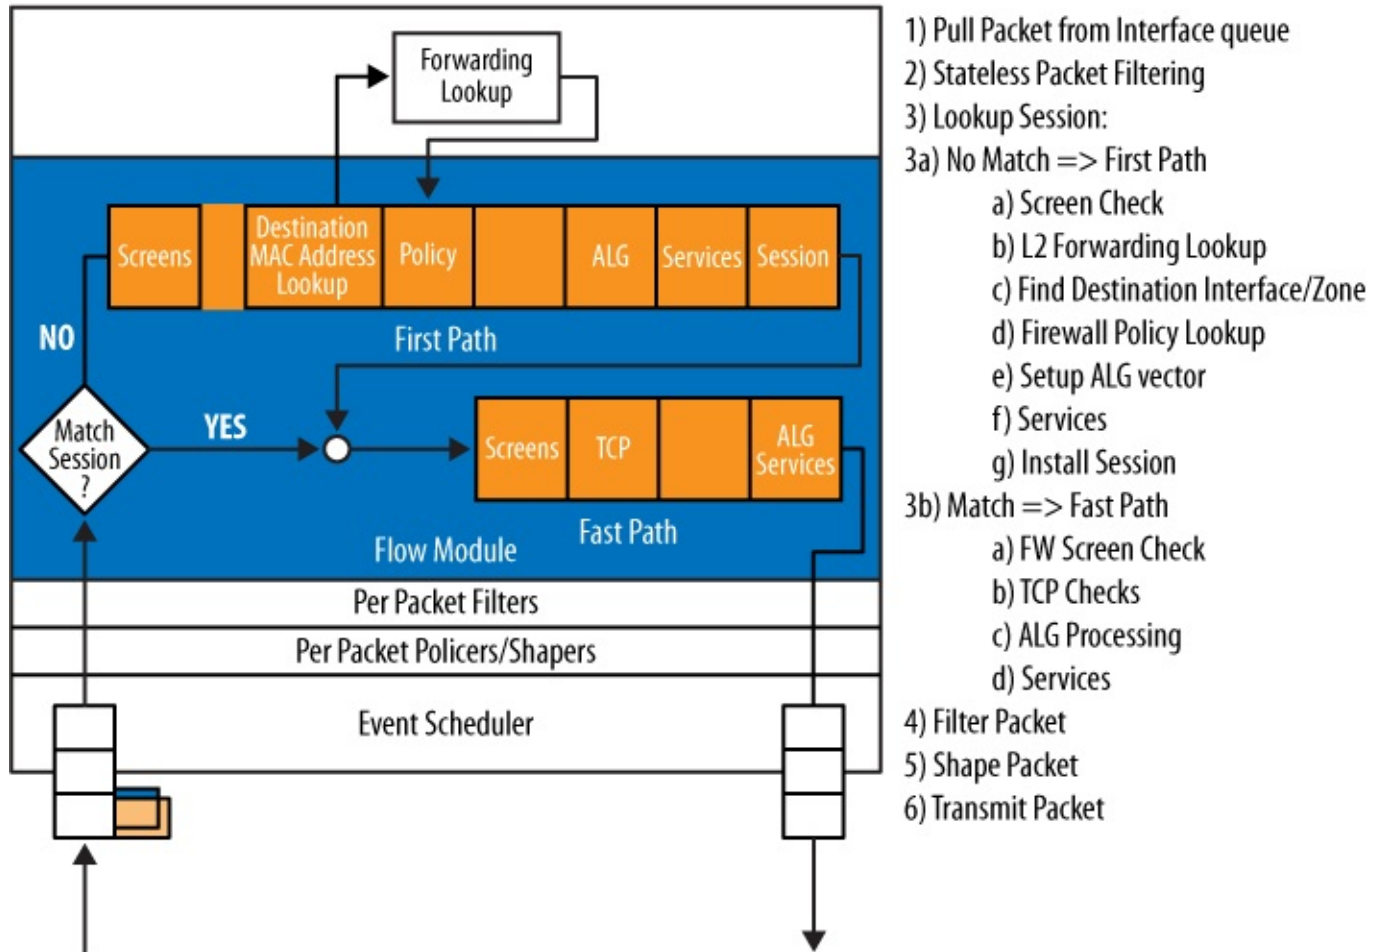 Forwarding
Lookup
Screens
Destination
MAC Address
Lookup
Policy
ALG
Services
Session
First Path
NO
Match
Session
?
YES
Screens
TCP
ALG
Services
Fast Path
Flow Module
Per Packet Filters
Per Packet Policers/Shapers
Event Scheduler
1) Pull Packet from Interface queue
2) Stateless Packet Filtering
3) Lookup Session:
3a) No Match => First Path
a) Screen Check
b) L2 Forwarding Lookup
c) Find Destination Interface/Zone
d) Firewall Policy Lookup
e) Setup ALG vector
f) Services
g) Install Session
3b) Match => Fast Path
a) FW Screen Check
b) TCP Checks
c) ALG Processing
d) Services
4) Filter Packet
5) Shape Packet
6) Transmit Packet